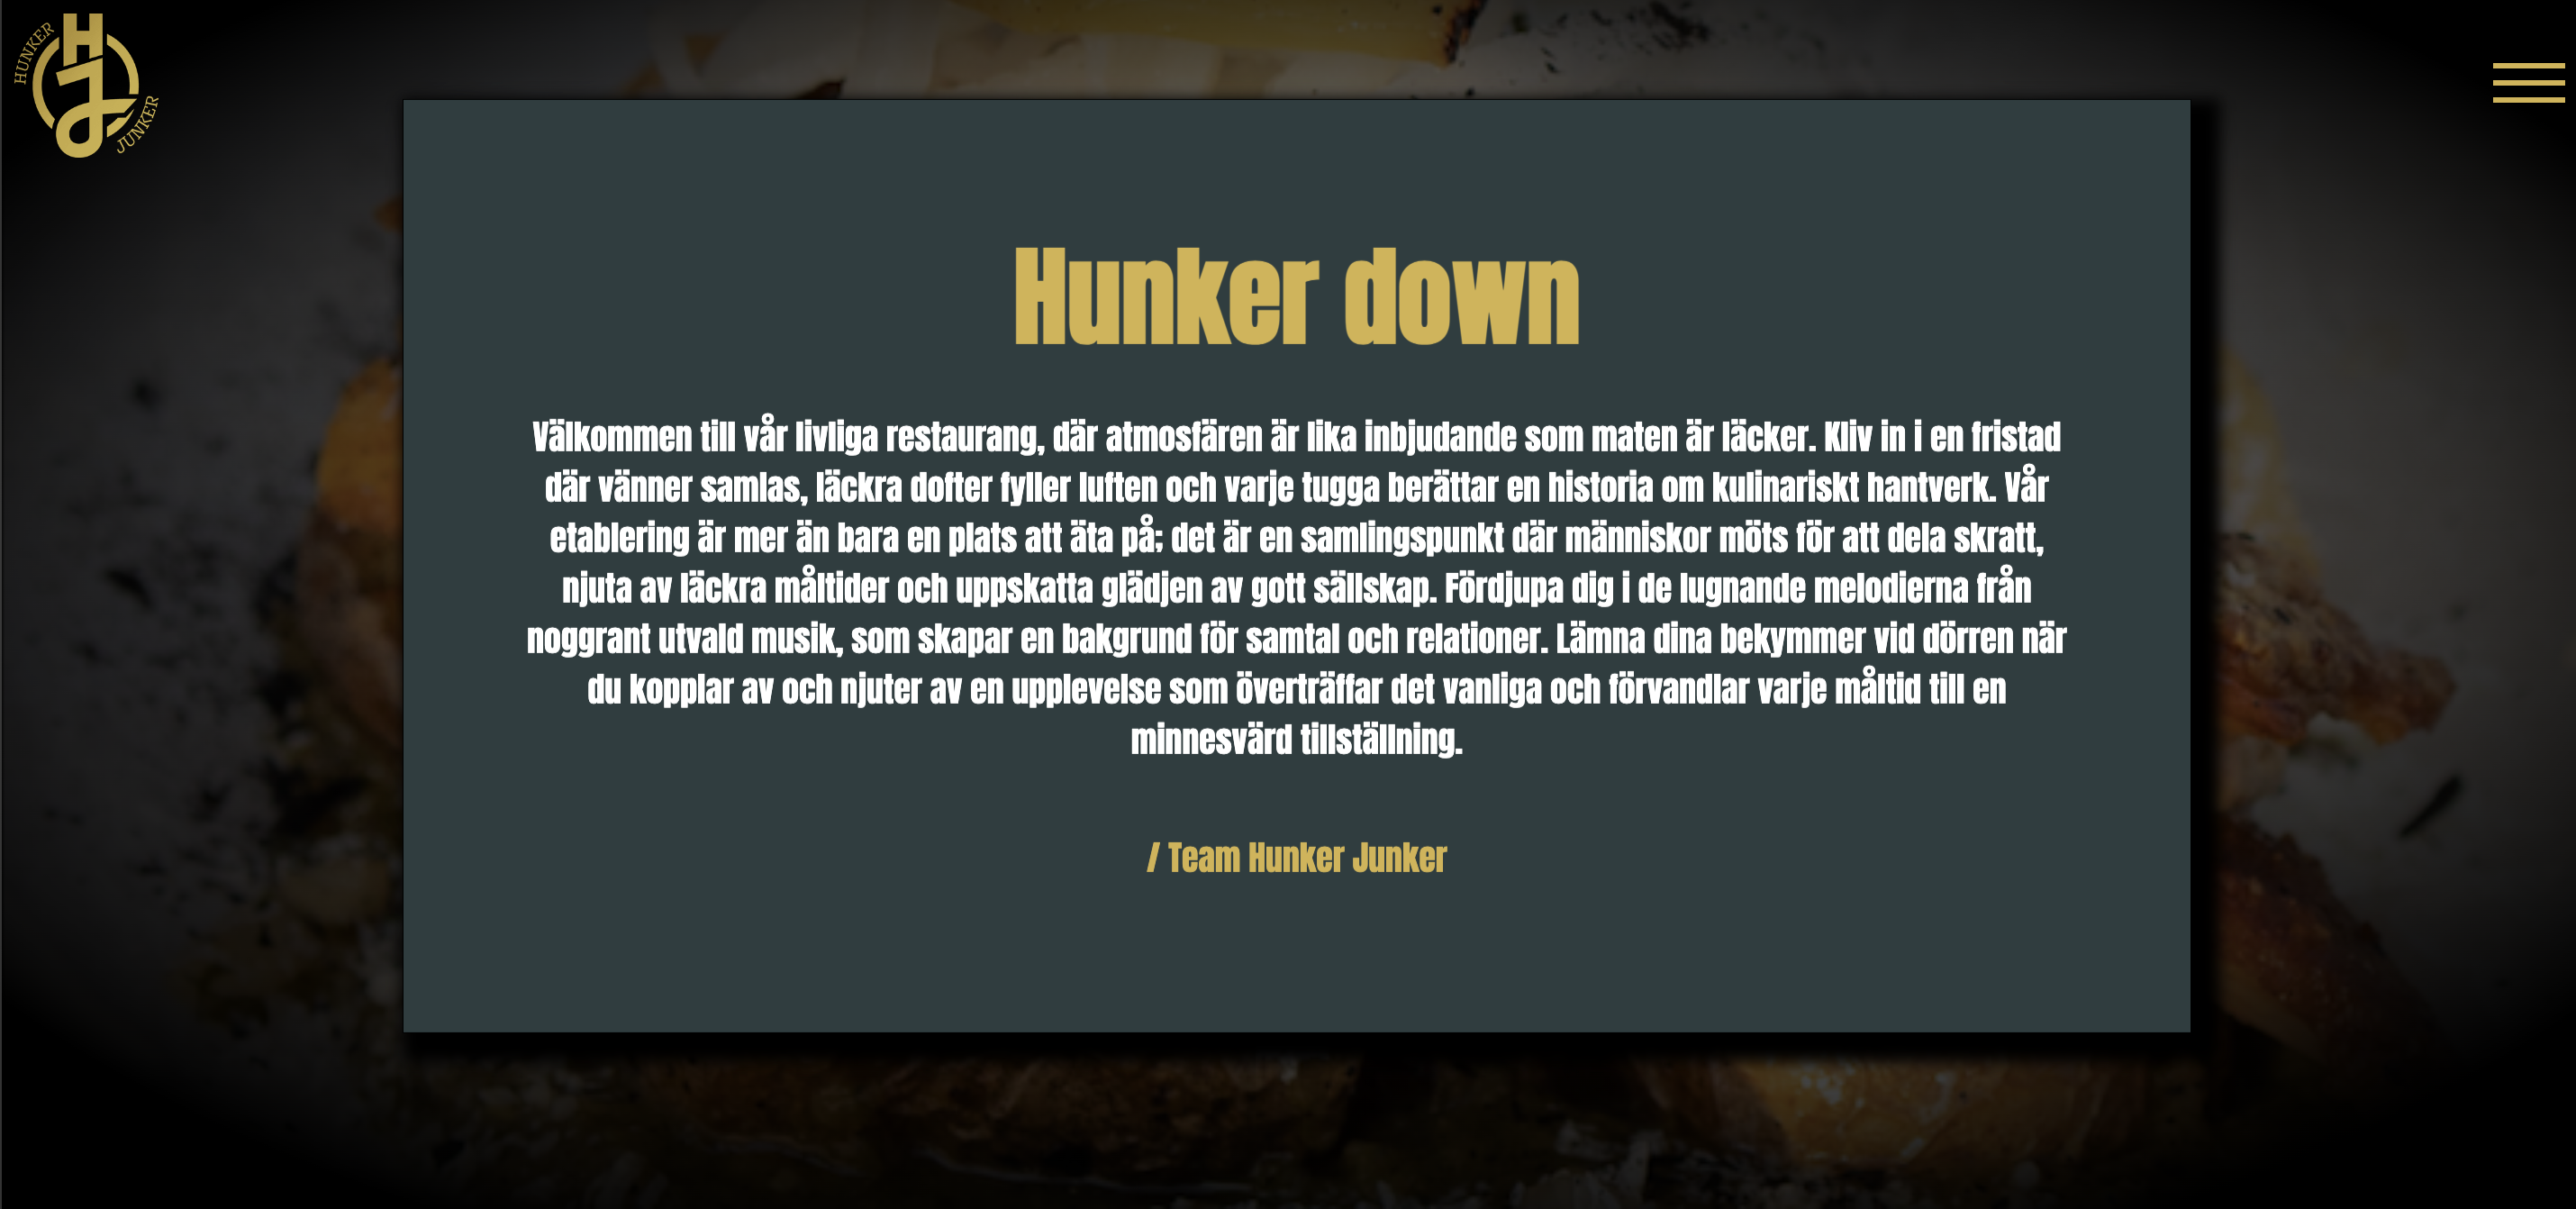 HUNKER
HJ
JUNKER
Hunker down
Välkommen till vår livliga restaurang, där atmosfären är lika inbjudande som maten är läcker. Kliv in i en fristad
där vänner samlas, läckra dofter fyller luften och varje tugga berättar en historia om kulinariskt hantverk. Vår
etablering är mer än bara en plats att äta på; det är en samlingspunkt där människor möts för att dela skratt,
njuta av läckra måltider och uppskatta glädjen av gott sällskap. Fördjupa dig i de lugnande melodierna från
noggrant utvald musik, som skapar en bakgrund för samtal och relationer. Lämna dina bekymmer vid dörren när
du kopplar av och njuter av en upplevelse som överträffar det vanliga och förvandlar varje måltid till en
minnesvärd tillställning.
/ Team Hunker Junker